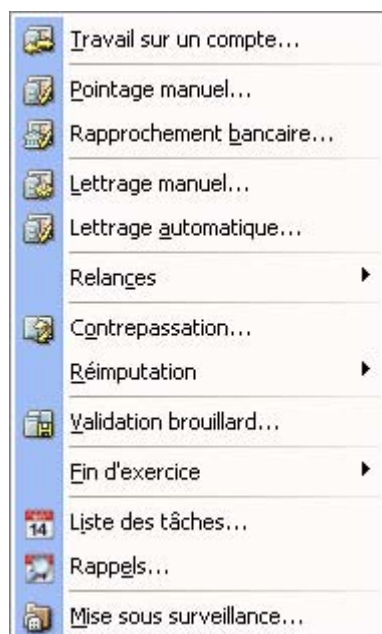 Travail sur un compte...
Pointage manuel...
Rapprochement bancaire...
Lettrage manuel...
Lettrage automatique...
Relances
Contrepassation...
Réimputation
Validation brouillard...
Fin d'exercice
14
Liste des tâches...
Rappels...
Mise sous surveillance...